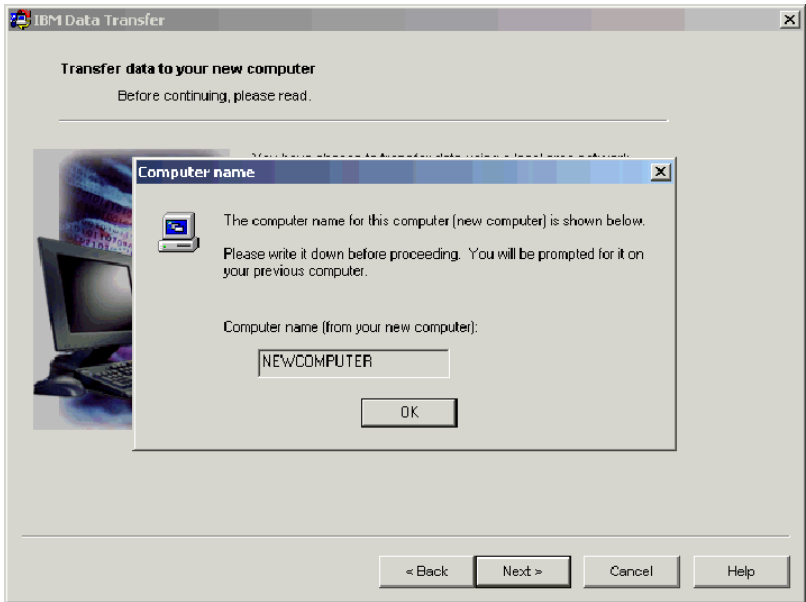 IBM Data Transfer
Transfer data to your new computer
Before continuing, please read.
Computer name
The computer name for this computer (new computer) is shown below.
Please write it down before proceeding. You will be prompted for it on
your previous computer.
Computer name (from your new computer):
NEWCOMPUTER
OK
< Back
Next >
Cancel
Help